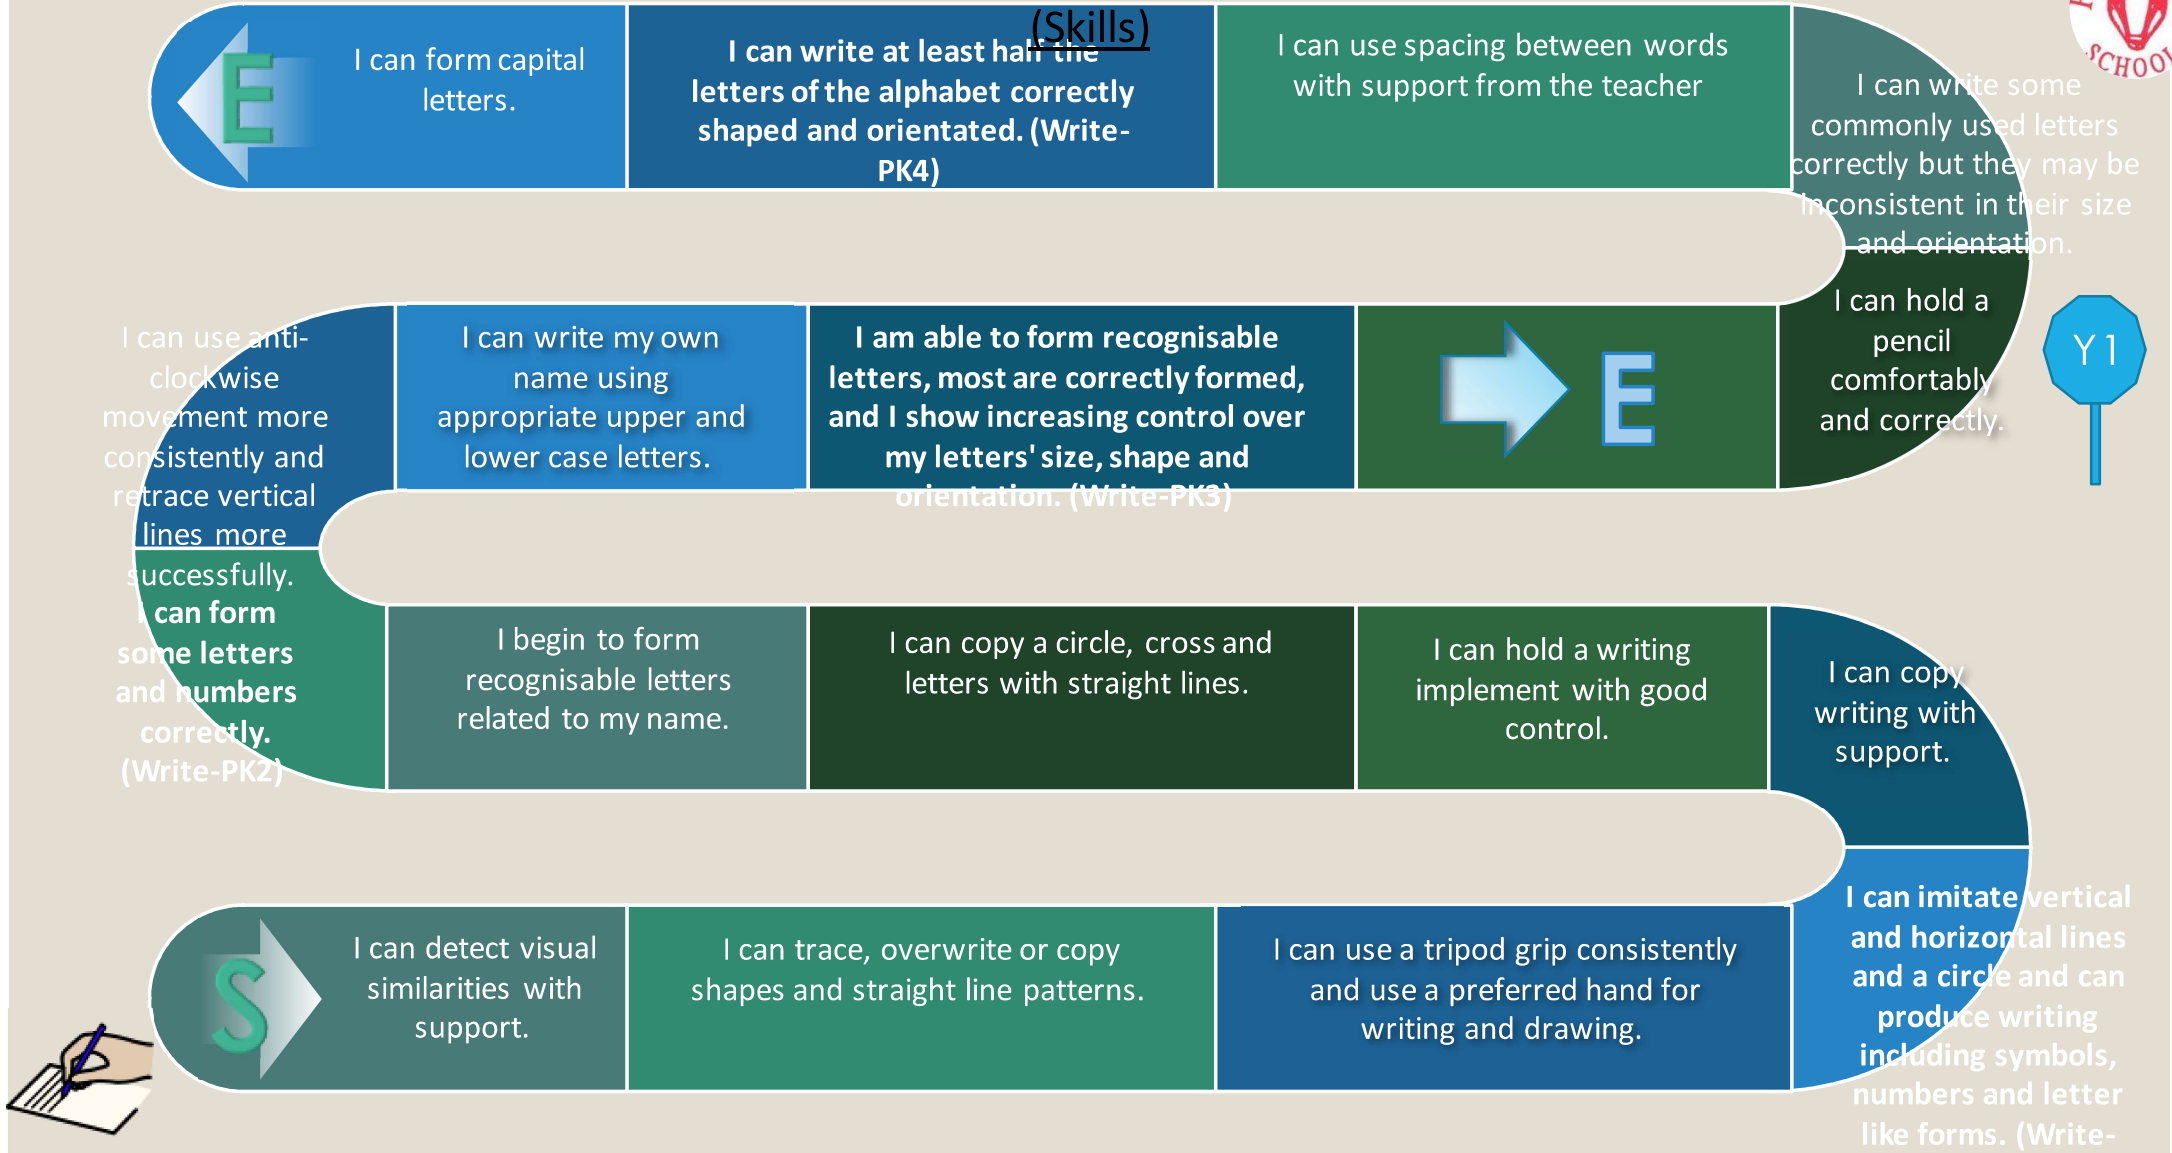 (Skills)
E
I can form capital
letters.
I can write at least half the
letters of the alphabet correctly
shaped and orientated. (Write-
PK4)
I can use spacing between words
with support from the teacher
SCHOOL
I can write some
commonly used letters
correctly but they may be
inconsistent in their size
and orientation.
I can use anti-
clockwise
movement more
consistently and
retrace vertical
lines more
successfully.
I can write my own
name using
appropriate upper and
lower case letters.
I am able to form recognisable
letters, most are correctly formed,
and I show increasing control over
my letters' size, shape and
orientation. (Write-PK3)
E
I can hold a
pencil
comfortably
and correctly.
Y1
I can form
some letters
and numbers
correctly.
(Write-PK2)
I begin to form
recognisable letters
related to my name.
I can copy a circle, cross and
letters with straight lines.
I can hold a writing
implement with good
control.
I can copy
writing with
support.
S
I can detect visual
similarities with
support.
I can trace, overwrite or copy
shapes and straight line patterns.
I can use a tripod grip consistently
and use a preferred hand for
writing and drawing.
I can imitate vertical
and horizontal lines
and a circle and can
produce writing
including symbols,
numbers and letter
like forms. (Write-